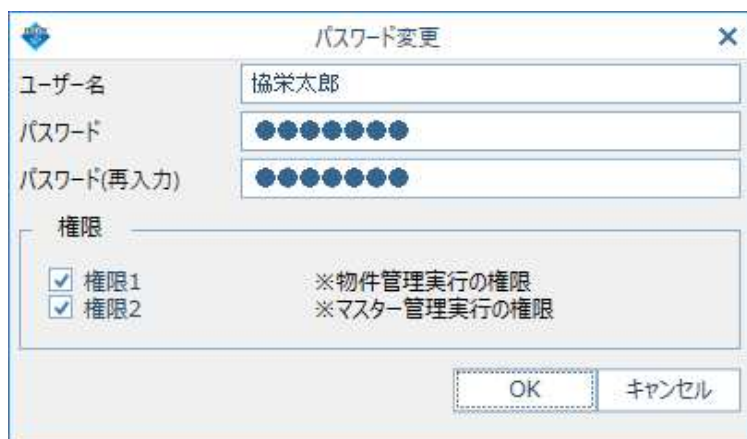 パスワード変更
ユーザー名 協栄太郎
パスワード ●●●●●●●
パスワード(再入力) ●●●●●●●
権限
権限1 ※物件管理実行の権限
権限2 ※マスター管理実行の権限
OK キャンセル